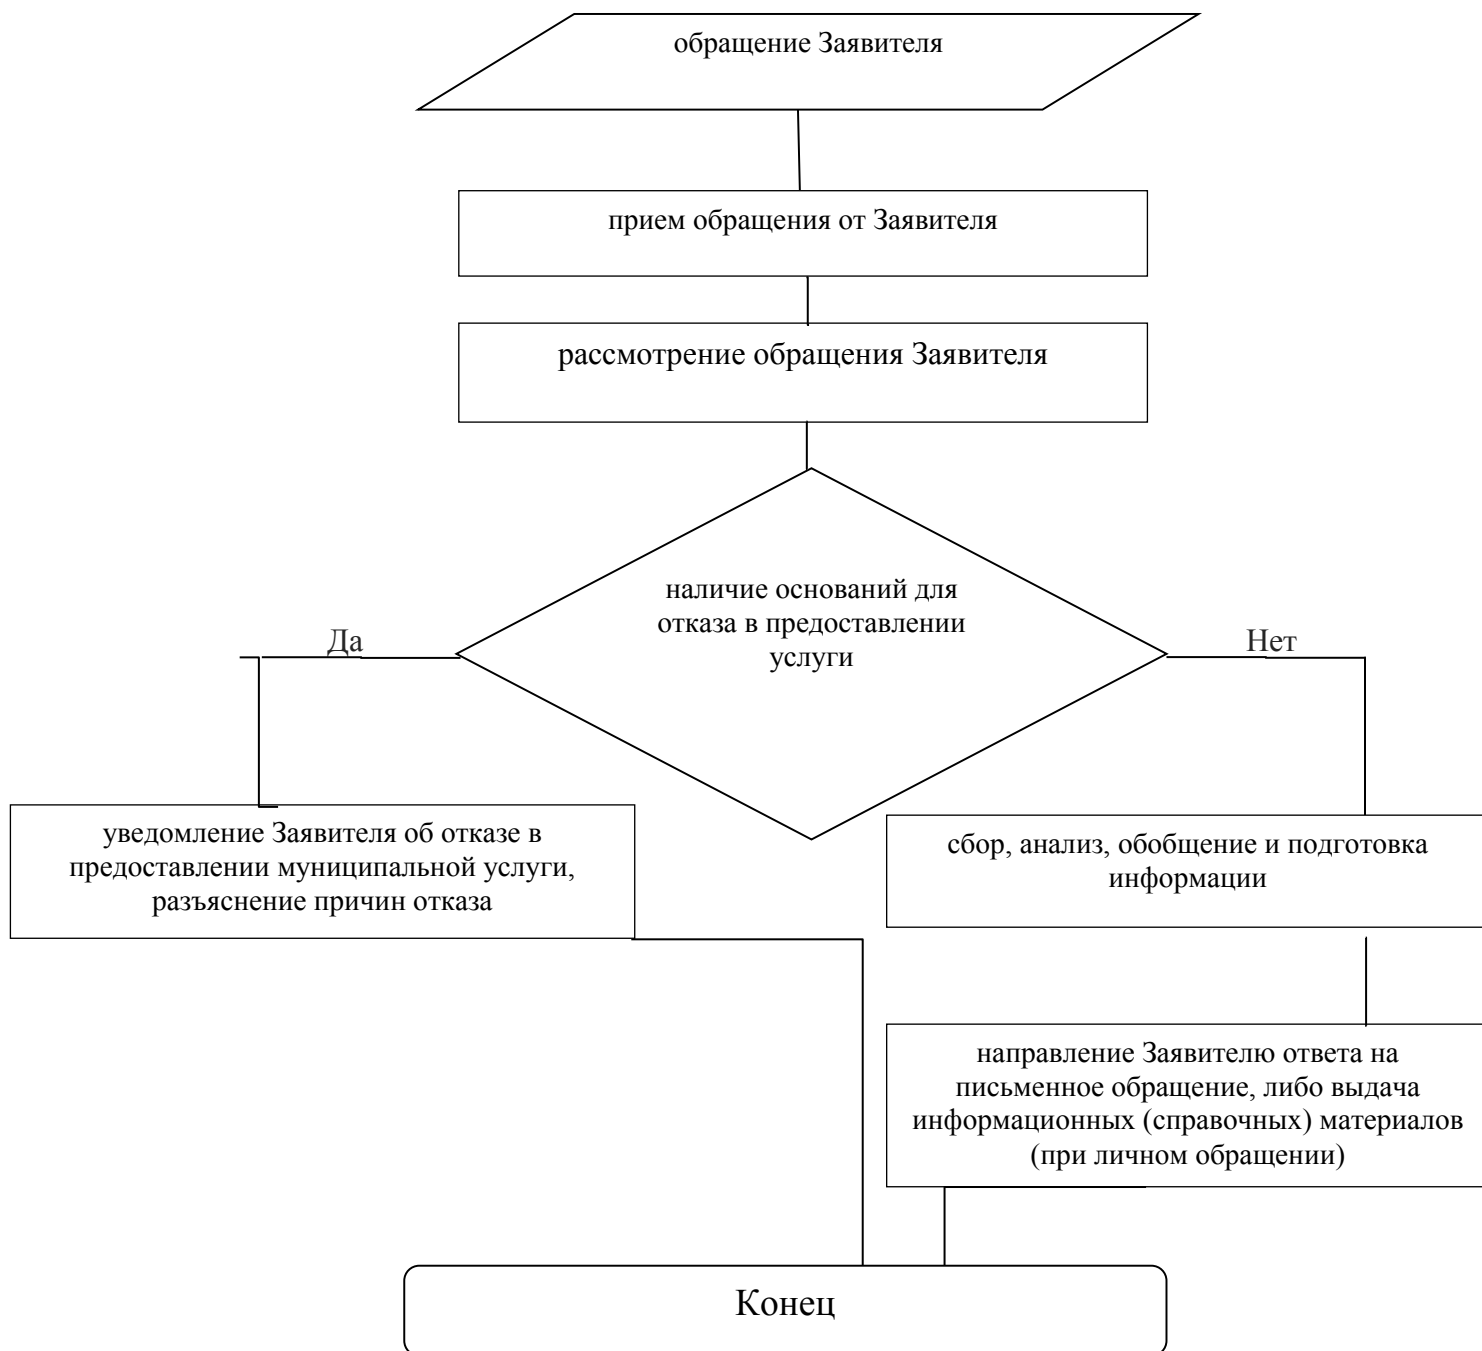 обращение Заявителя
прием обращения от Заявителя
рассмотрение обращения Заявителя
наличие оснований для
отказа в предоставлении
услуги
Да
Нет
уведомление Заявителя об отказе в
предоставлении муниципальной услуги,
разъяснение причин отказа
сбор, анализ, обобщение и подготовка
информации
направление Заявителю ответа на
письменное обращение, либо выдача
информационных (справочных) материалов
(при личном обращении)
Конец